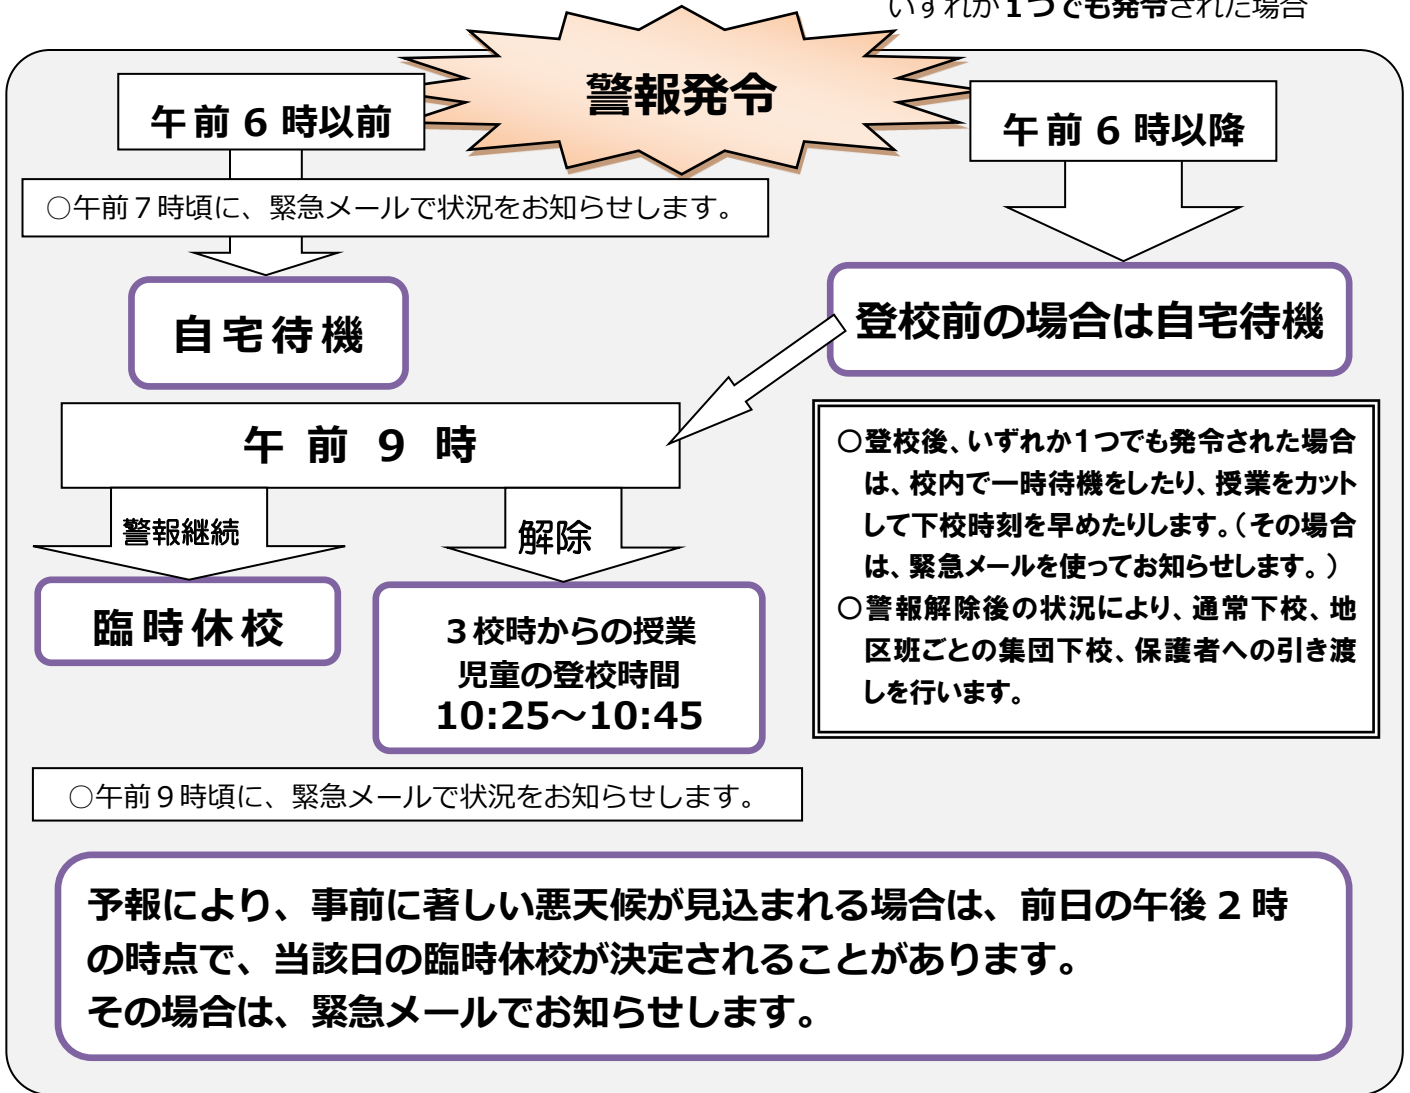 いずれか1つでも発令された場合
警報発令
午前 6 時以前
午前 6 時以降
○午前７時頃に、緊急メールで状況をお知らせします。
自宅待機
登校前の場合は自宅待機
午 前 9 時
警報継続
解除
臨時休校
３校時からの授業
児童の登校時間
10:25～10:45
○登校後、いずれか1つでも発令された場合
は、校内で一時待機をしたり、授業をカット
して下校時刻を早めたりします。（その場合
は、緊急メールを使ってお知らせします。）
○警報解除後の状況により、通常下校、地
区班ごとの集団下校、保護者への引き渡
しを行います。
○午前９時頃に、緊急メールで状況をお知らせします。
予報により、事前に著しい悪天候が見込まれる場合は、前日の午後 2 時
の時点で、当該日の臨時休校が決定されることがあります。
その場合は、緊急メールでお知らせします。